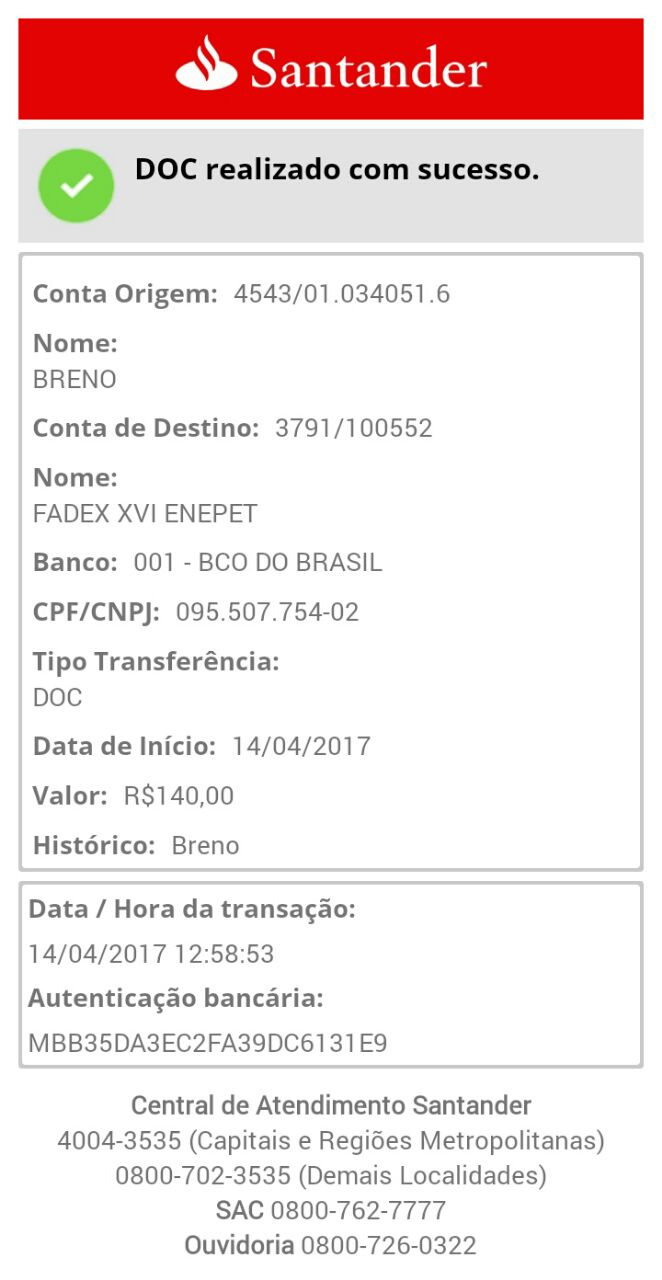 Santander
DOC realizado com sucesso.
Conta Origem: 4543/01.034051.6
Nome:
BRENO
Conta de Destino: 3791/100552
Nome:
FADEX XVI ENEPET
Banco: 001 - BCO DO BRASIL
CPF/CNPJ: 095.507.754-02
Tipo Transferência:
DOC
Data de Início: 14/04/2017
Valor: R$140,00
Histórico: Breno
Data / Hora da transação:
14/04/2017 12:58:53
Autenticação bancária:
MBB35DA3EC2FA39DC6131E9
Central de Atendimento Santander
4004-3535 (Capitais e Regiões Metropolitanas)
0800-702-3535 (Demais Localidades)
SAC 0800-762-7777
Ouvidoria 0800-726-0322